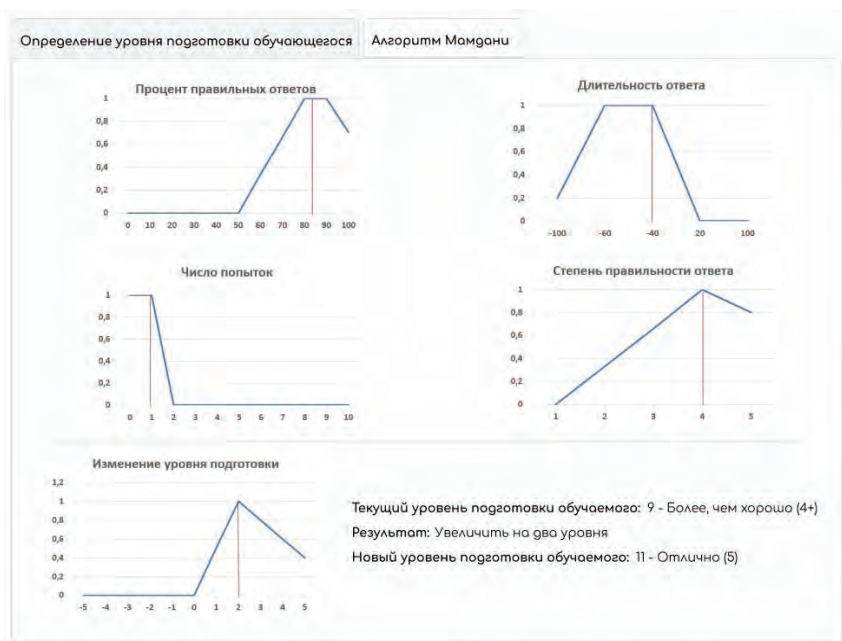 Определение уровня подготовки обучающегося
Алгоритм Мамдани
Процент правильных ответов
1
0,8
0,6
0,4
0,2
0
0 10 20 30 40 50 60 70 80 90 100
Длительность ответа
1
0,8
0,6
0,4
0,2
0
-100 -60 -40 20 100
Число попыток
1
0,8
0,6
0,4
0,2
0
0 1 2 3 4 5 6 7 8 9 10
Степень правильности ответа
1
0,8
0,6
0,4
0,2
0
1 2 3 4 5
Изменение уровня подготовки
1,2
1
0,8
0,6
0,4
0,2
0
-5 -4 -3 -2 -1 0 1 2 3 4 5
Текущий уровень подготовки обучаемого: 9 - Более, чем хорошо (4+)
Результат: Увеличить на два уровня
Новый уровень подготовки обучаемого: 11 - Отлично (5)